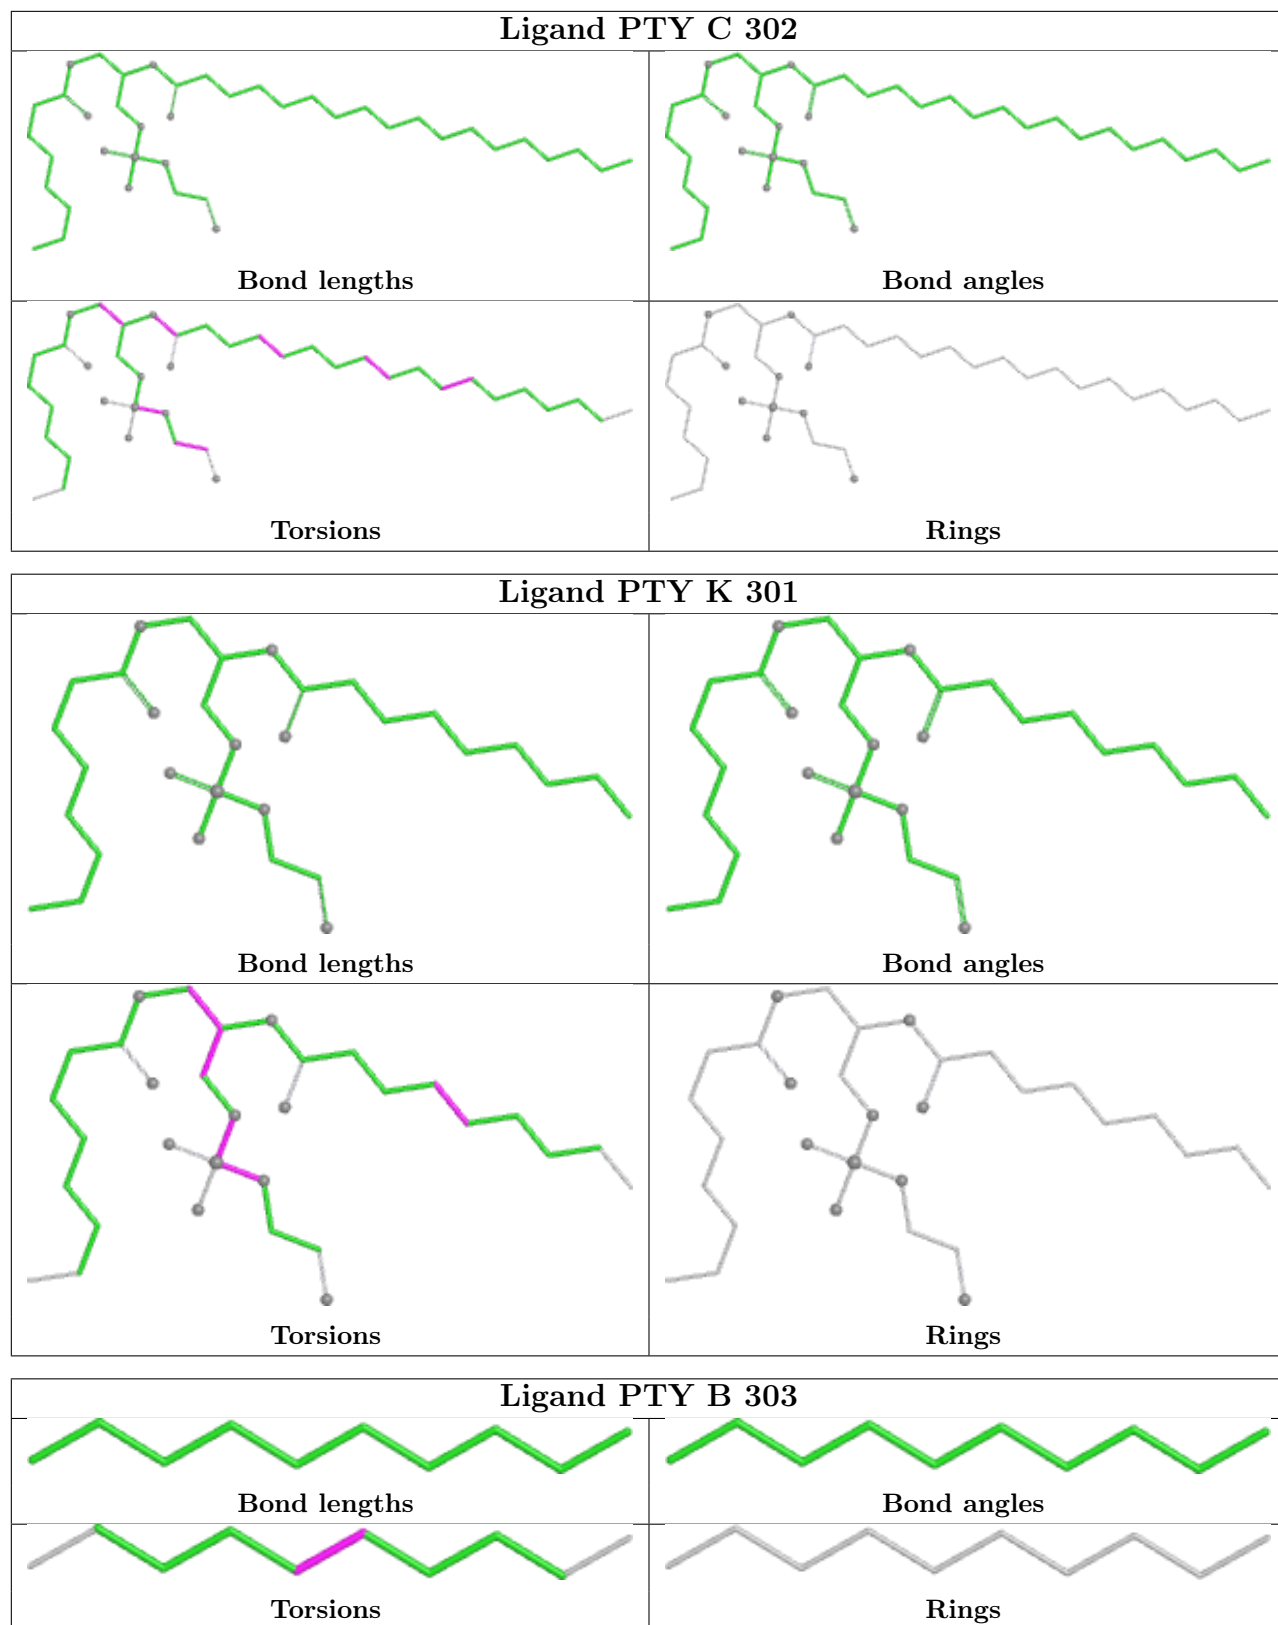 Ligand PTY C 302
Bond lengths
Bond angles
Torsions
Rings
Ligand PTY K 301
Bond lengths
Bond angles
Torsions
Rings
Ligand PTY B 303
Bond lengths
Bond angles
Torsions
Rings